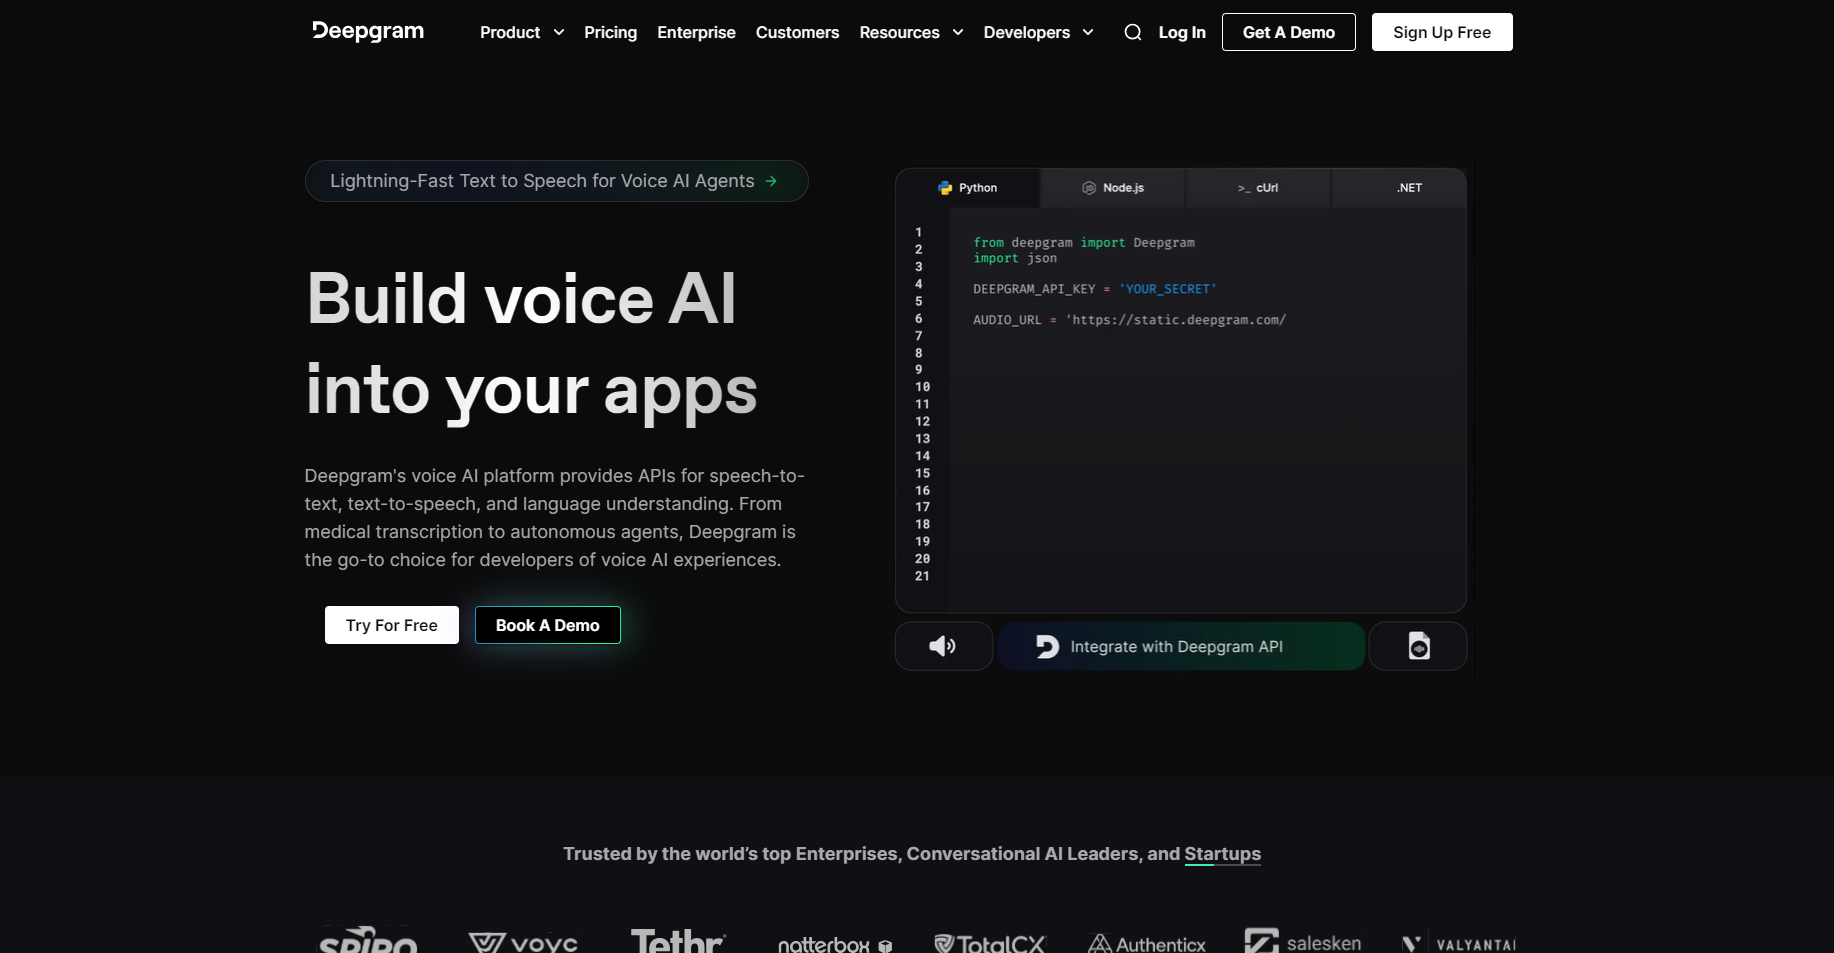 Deepgram
Product
Pricing
Enterprise
Customers
Resources
Developers
Log In
Get A Demo
Sign Up Free
Lightning-Fast Text to Speech for Voice AI Agents →
Build voice AI
into your apps
Deepgram's voice AI platform provides APIs for speech-to-
text, text-to-speech, and language understanding. From
medical transcription to autonomous agents, Deepgram is
the go-to choice for developers of voice AI experiences.
Try For Free
Book A Demo
Python
Node.js
>_ cUrl
.NET
1
2
3
4
5
6
7
8
9
10
11
12
13
14
15
16
17
18
19
20
21
from deepgram import Deepgram
import json
DEEPGRAM_API_KEY = 'YOUR_SECRET'
AUDIO_URL = 'https://static.deepgram.com/
Integrate with Deepgram API
Trusted by the world’s top Enterprises, Conversational AI Leaders, and Startups
SPIRO
voyc
Tethr
natterbox
TotalCX
Authenticx
salesken
VALYANT AI